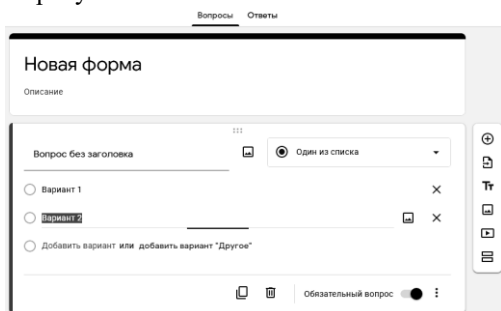 Вопросы Ответы
Новая форма
Описание
Вопрос без заголовка
Один из списка
Вариант 1
Вариант 2
Добавить вариант или добавить вариант "Другое"
Обязательный вопрос
Тт